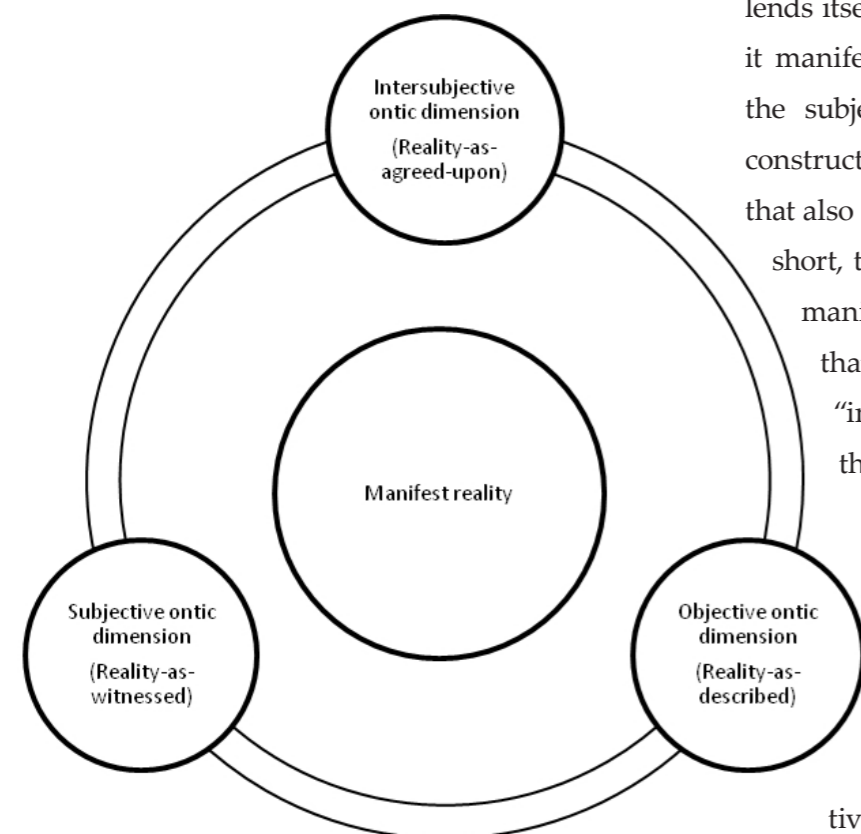 Intersubjective
ontic dimension
(Reality-as-
agreed-upon)
Manifest reality
Subjective ontic
dimension
(Reality-as-
witnessed)
Objective ontic
dimension
(Reality-as-
described)
lends
it
the
that also
short,